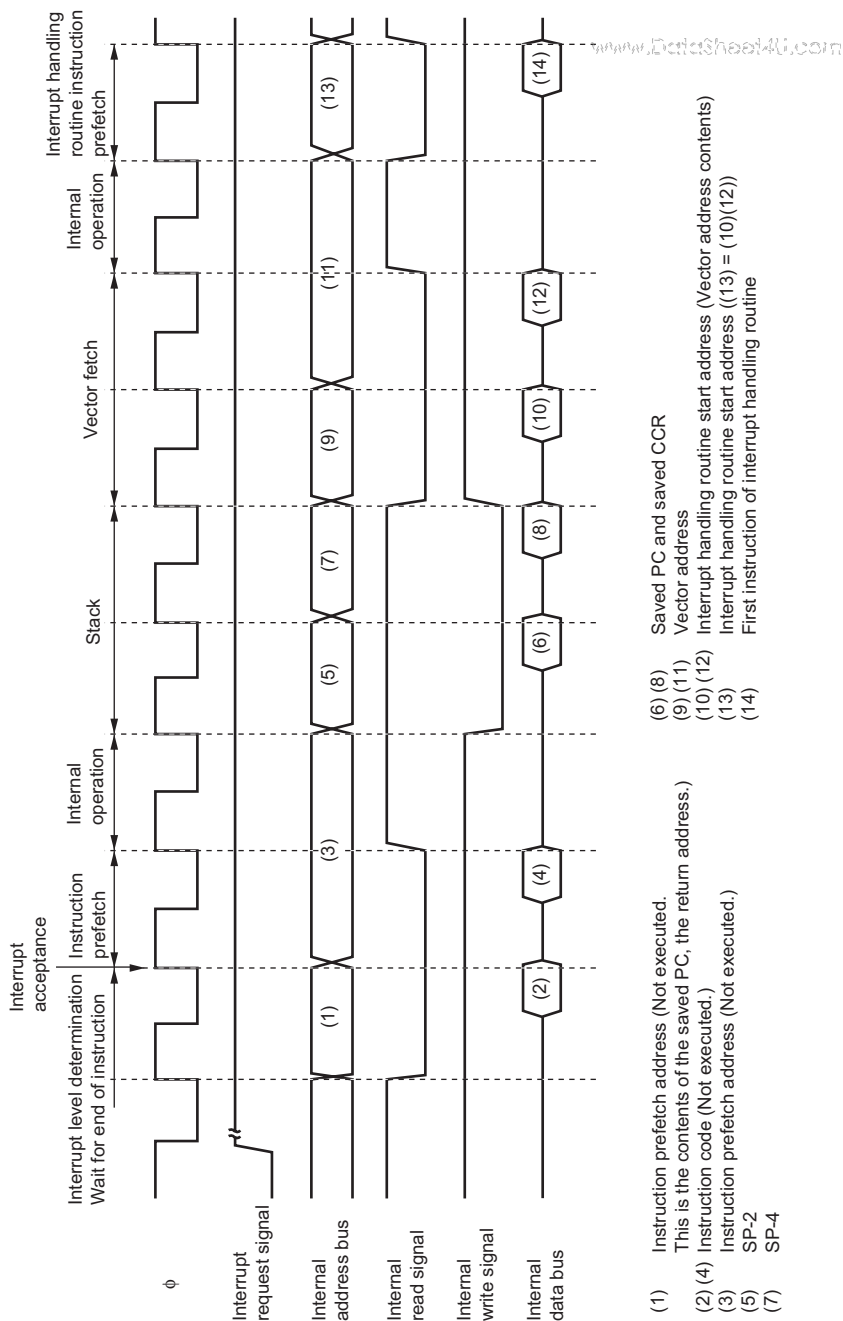 www.DataSheet4U.com
Interrupt
acceptance
Interrupt level determination
Wait for end of instruction
Instruction
prefetch
Internal
operation
Stack
Vector fetch
Internal
operation
Interrupt handling
routine instruction
prefetch
ϕ
Interrupt
request signal
Internal
address bus
(1)
(3)
(5)
(7)
(9)
(11)
(13)
Internal
read signal
Internal
write signal
Internal
data bus
(2)
(4)
(6)
(8)
(10)
(12)
(14)
(1) Instruction prefetch address (Not executed.
This is the contents of the saved PC, the return address.)
(2) (4) Instruction code (Not executed.)
(3) Instruction prefetch address (Not executed.)
(5) SP-2
(7) SP-4
(6) (8) Saved PC and saved CCR
(9) (11) Vector address
(10) (12) Interrupt handling routine start address (Vector address contents)
(13) Interrupt handling routine start address ((13) = (10)(12))
(14) First instruction of interrupt handling routine